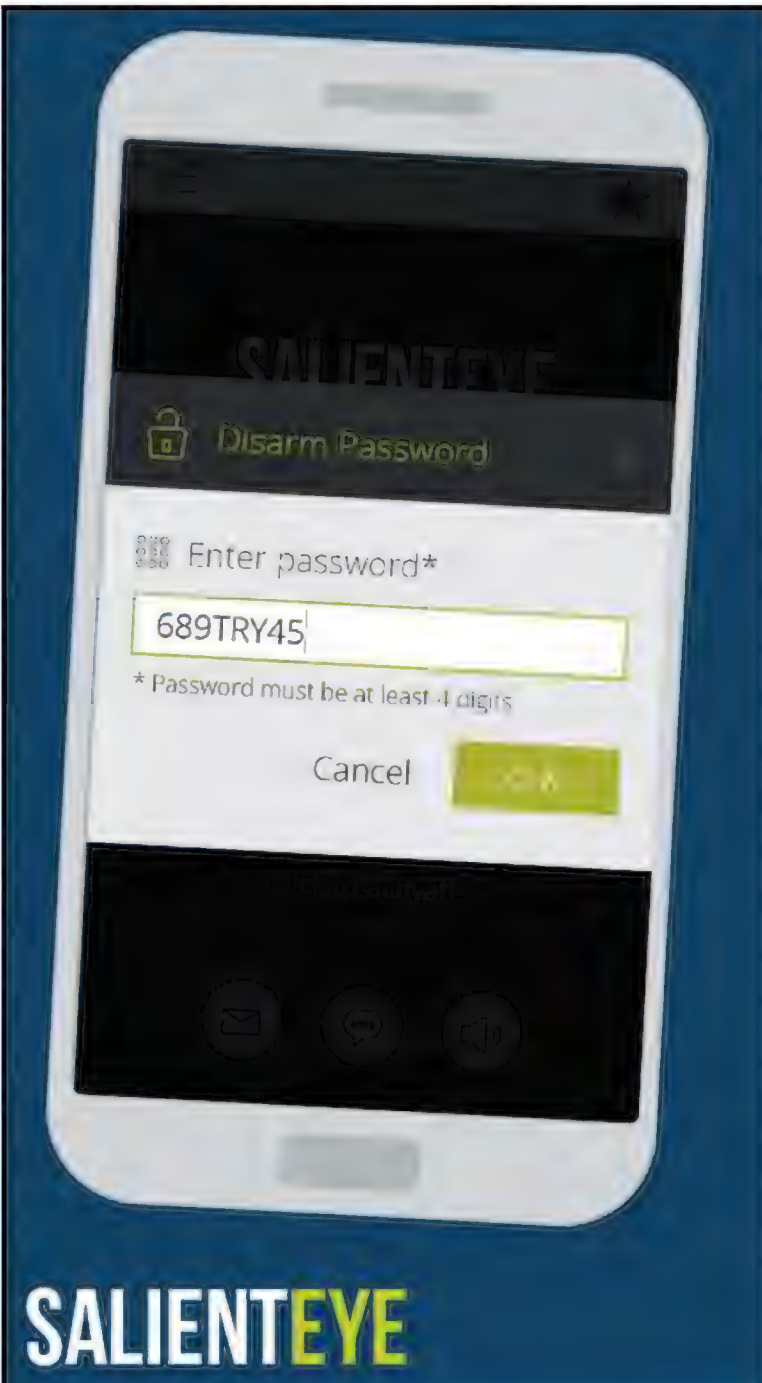 SALIENTEYE
Disarm Password
Enter password*
689TRY45
* Password must be at least 4 digits
Cancel
SALIENTEYE